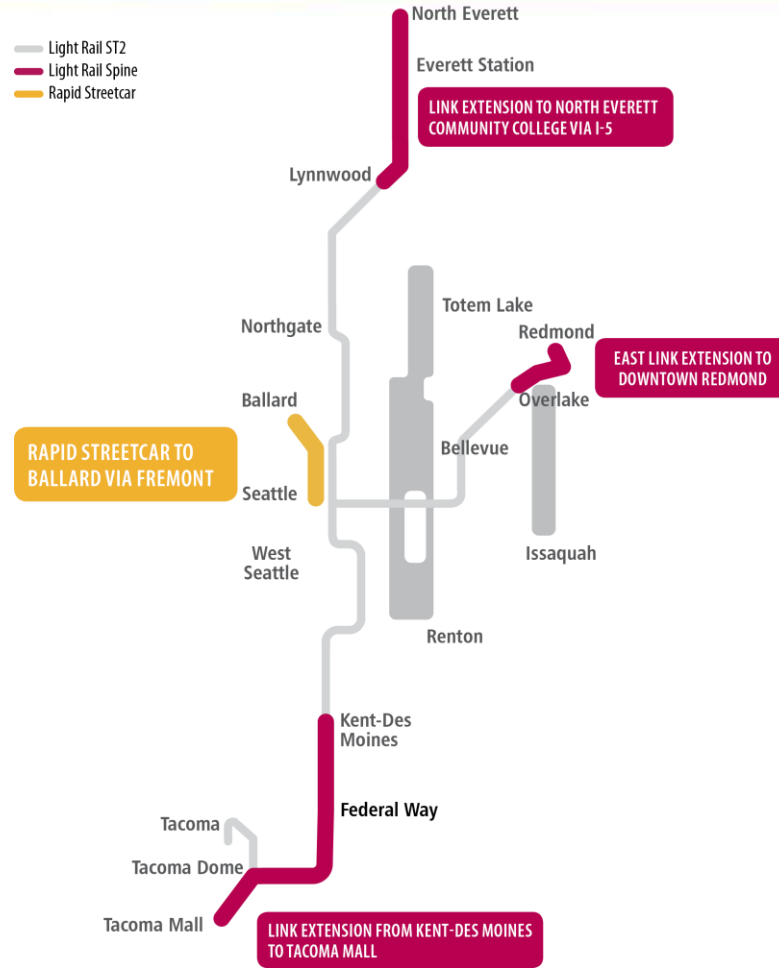 North Everett
Light Rail ST2
Light Rail Spine
Rapid Streetcar
Everett Station
LINK EXTENSION TO NORTH EVERETT
COMMUNITY COLLEGE VIA I-5
Lynnwood
Totem Lake
Northgate
Redmond
EAST LINK EXTENSION TO
DOWNTOWN REDMOND
Ballard
Overlake
RAPID STREETCAR TO
BALLARD VIA FREMONT
Bellevue
Seattle
West
Seattle
Issaquah
Renton
Kent-Des
Moines
Federal Way
Tacoma
Tacoma Dome
Tacoma Mall
LINK EXTENSION FROM KENT-DES MOINES
TO TACOMA MALL